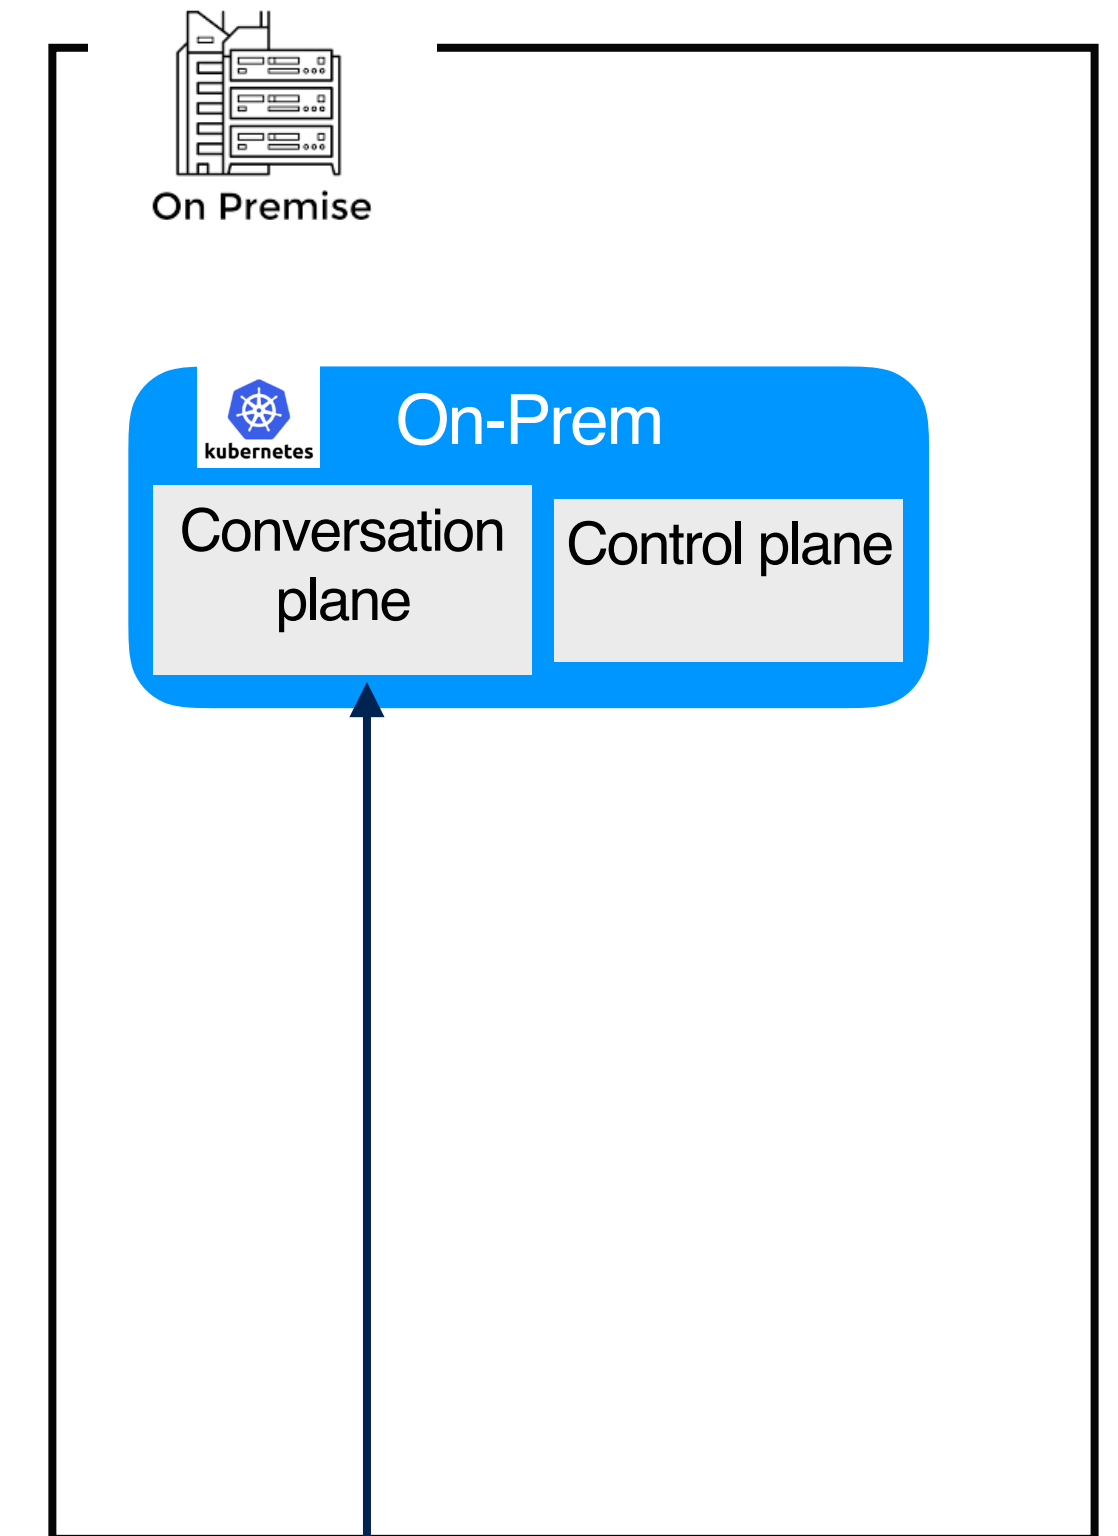 On Premise
kubernetes
On-Prem
Conversation
plane
Control plane